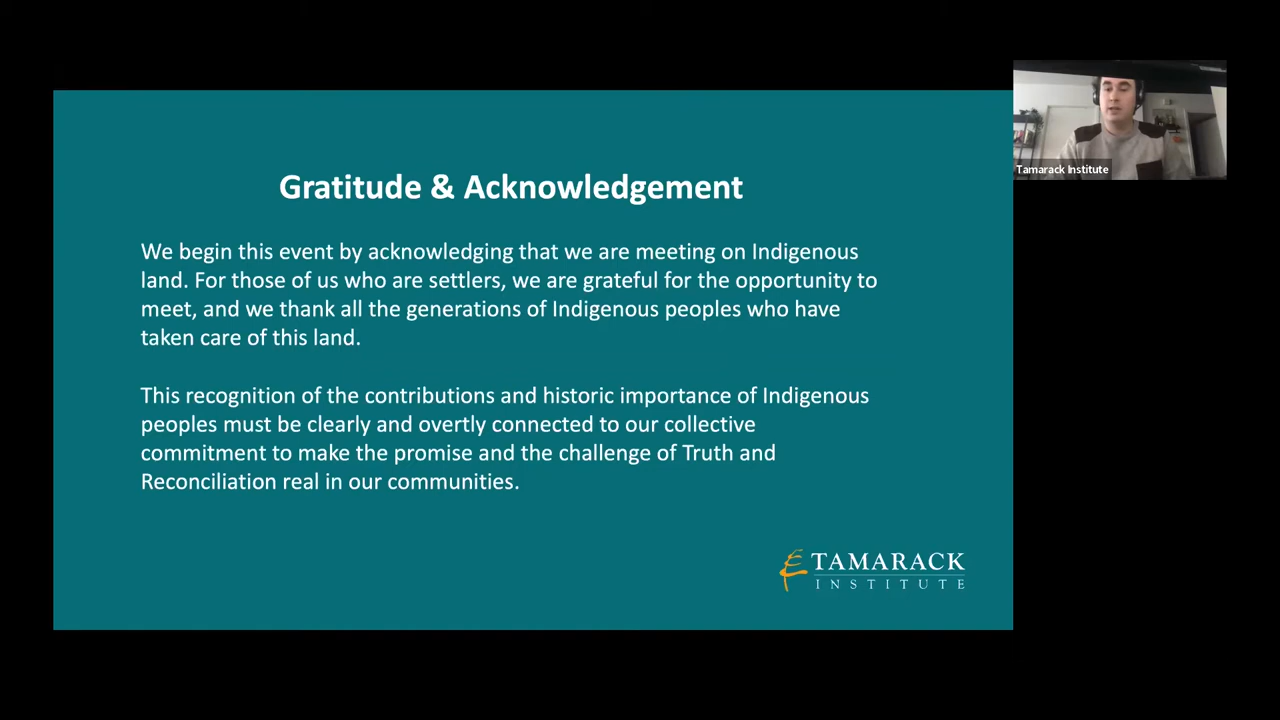 Gratitude & Acknowledgement
We begin this event by acknowledging that we are meeting on Indigenous
land. For those of us who are settlers, we are grateful for the opportunity to
meet, and we thank all the generations of Indigenous peoples who have
taken care of this land.
This recognition of the contributions and historic importance of Indigenous
peoples must be clearly and overtly connected to our collective
commitment to make the promise and the challenge of Truth and
Reconciliation real in our communities.
TAMARACK
INSTITUTE
Tamarack Institute